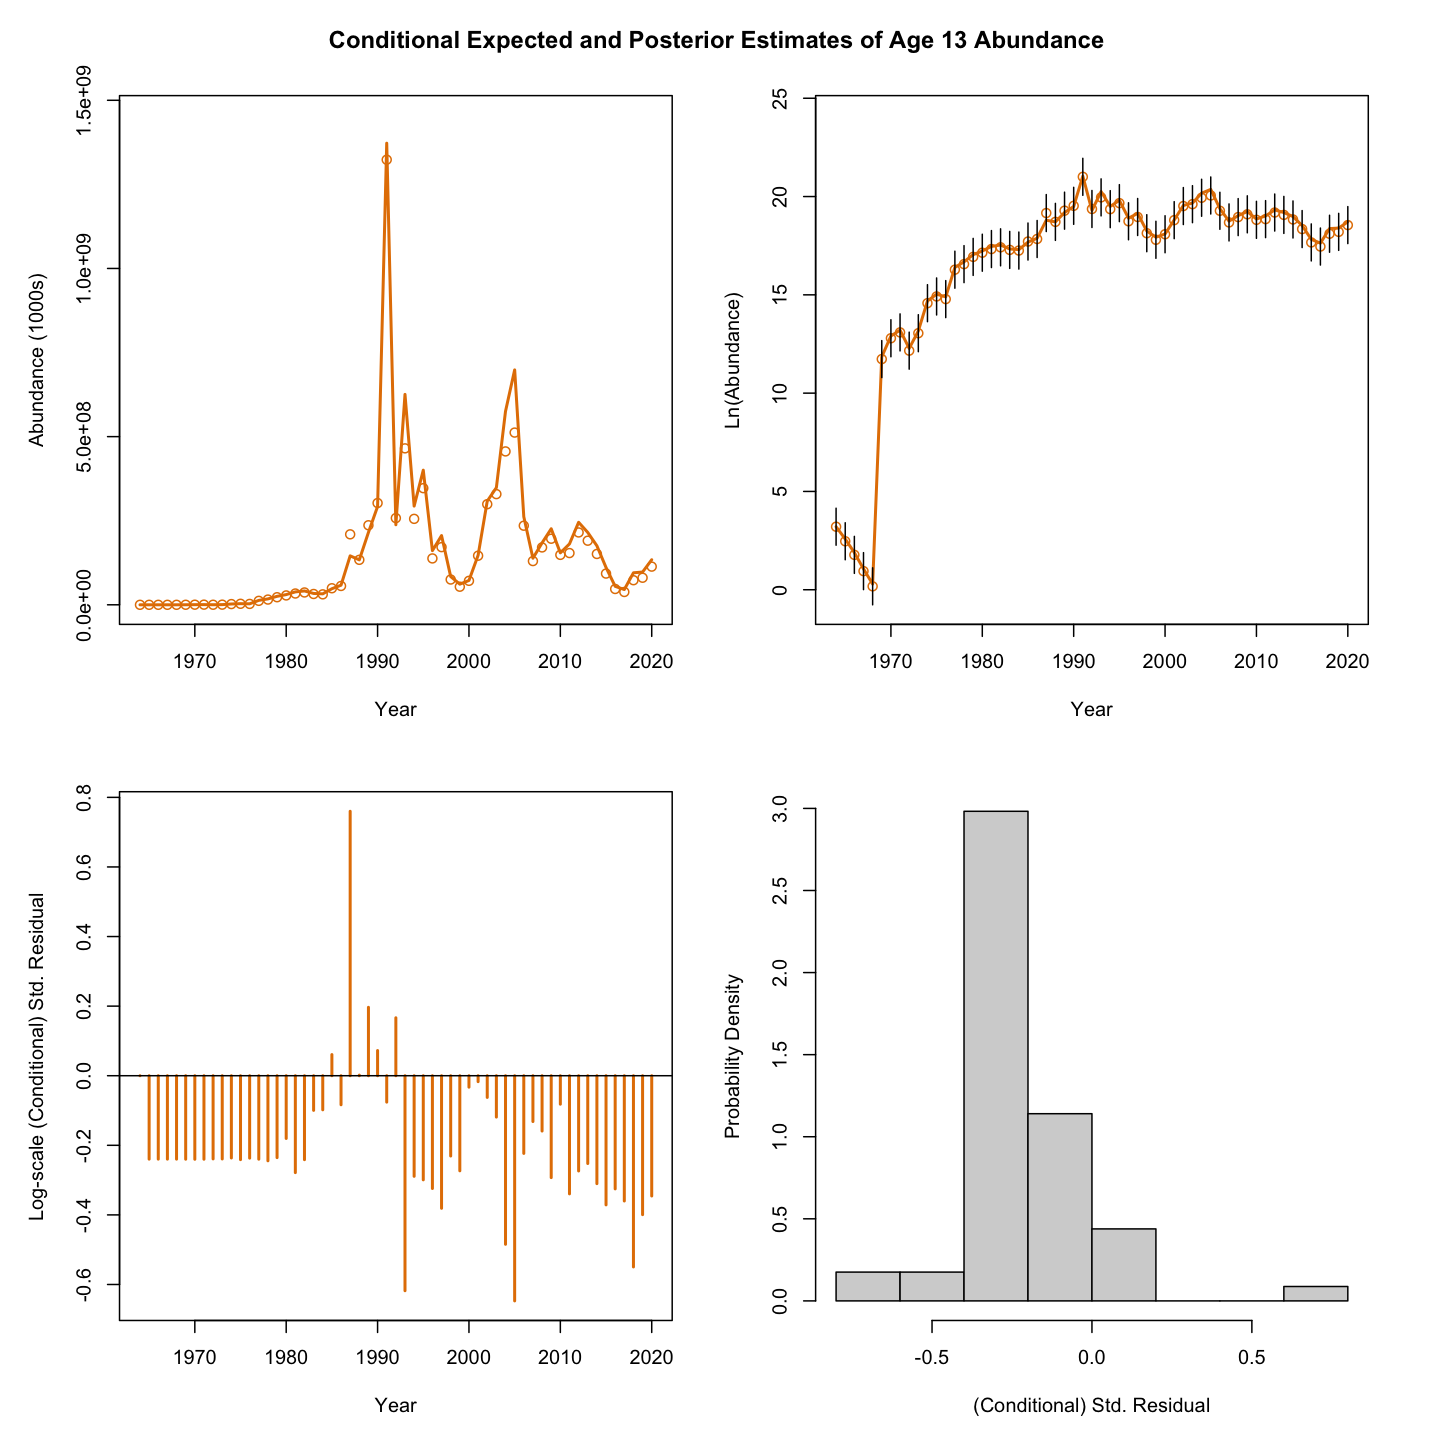 Conditional Expected and Posterior Estimates of Age 13 Abundance
Abundance (1000s)
1.5e+09
1.0e+09
5.0e+08
0.0e+00
1970 1980 1990 2000 2010 2020
Year
Ln(Abundance)
25
20
15
10
5
0
1970 1980 1990 2000 2010 2020
Year
Log-scale (Conditional) Std. Residual
0.8
0.6
0.4
0.2
0.0
-0.2
-0.4
-0.6
1970 1980 1990 2000 2010 2020
Year
Probability Density
3.0
2.5
2.0
1.5
1.0
0.5
0.0
-0.5 0.0 0.5
(Conditional) Std. Residual